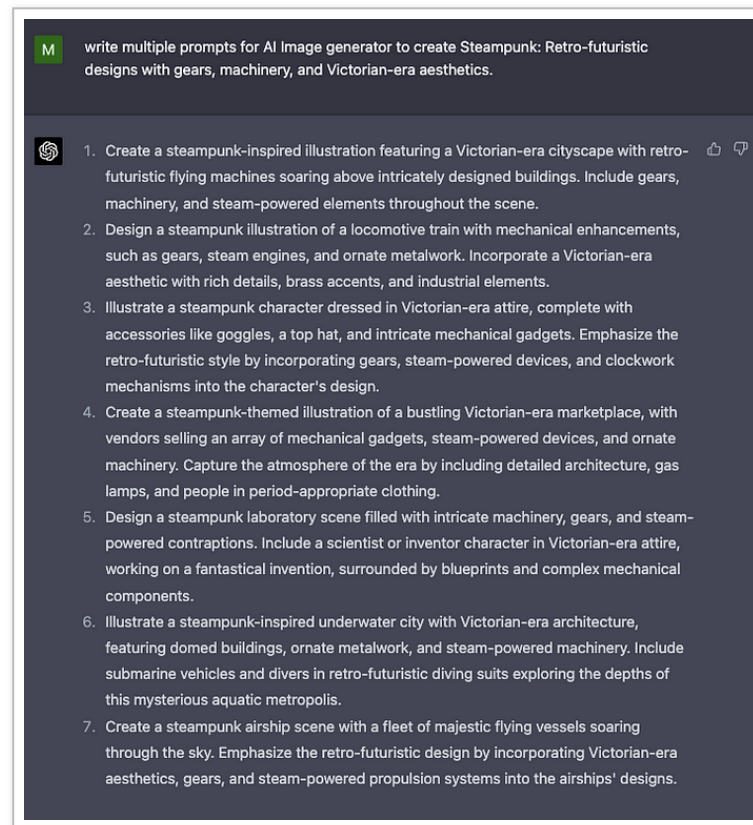 M
write multiple prompts for AI Image generator to create Steampunk: Retro-futuristic
designs with gears, machinery, and Victorian-era aesthetics.
1. Create a steampunk-inspired illustration featuring a Victorian-era cityscape with retro-
futuristic flying machines soaring above intricately designed buildings. Include gears,
machinery, and steam-powered elements throughout the scene.
2. Design a steampunk illustration of a locomotive train with mechanical enhancements,
such as gears, steam engines, and ornate metalwork. Incorporate a Victorian-era
aesthetic with rich details, brass accents, and industrial elements.
3. Illustrate a steampunk character dressed in Victorian-era attire, complete with
accessories like goggles, a top hat, and intricate mechanical gadgets. Emphasize the
retro-futuristic style by incorporating gears, steam-powered devices, and clockwork
mechanisms into the character's design.
4. Create a steampunk-themed illustration of a bustling Victorian-era marketplace, with
vendors selling an array of mechanical gadgets, steam-powered devices, and ornate
machinery. Capture the atmosphere of the era by including detailed architecture, gas
lamps, and people in period-appropriate clothing.
5. Design a steampunk laboratory scene filled with intricate machinery, gears, and steam-
powered contraptions. Include a scientist or inventor character in Victorian-era attire,
working on a fantastical invention, surrounded by blueprints and complex mechanical
components.
6. Illustrate a steampunk-inspired underwater city with Victorian-era architecture,
featuring domed buildings, ornate metalwork, and steam-powered machinery. Include
submarine vehicles and divers in retro-futuristic diving suits exploring the depths of
this mysterious aquatic metropolis.
7. Create a steampunk airship scene with a fleet of majestic flying vessels soaring
through the sky. Emphasize the retro-futuristic design by incorporating Victorian-era
aesthetics, gears, and steam-powered propulsion systems into the airships' designs.